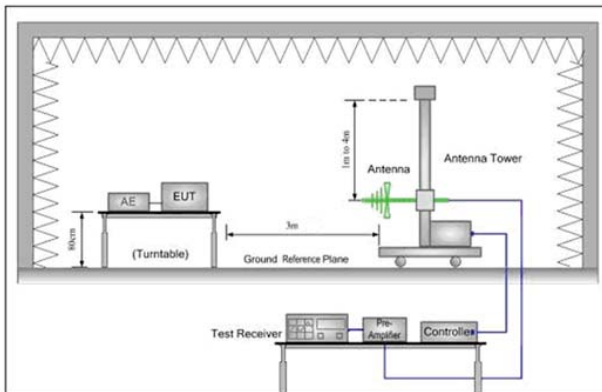 1m to 4m
Antenna
Antenna Tower
AE
EUT
80cm
(Turntable)
3m
Ground Reference Plane
Test Receiver
Pre-
Amplifier
Controller